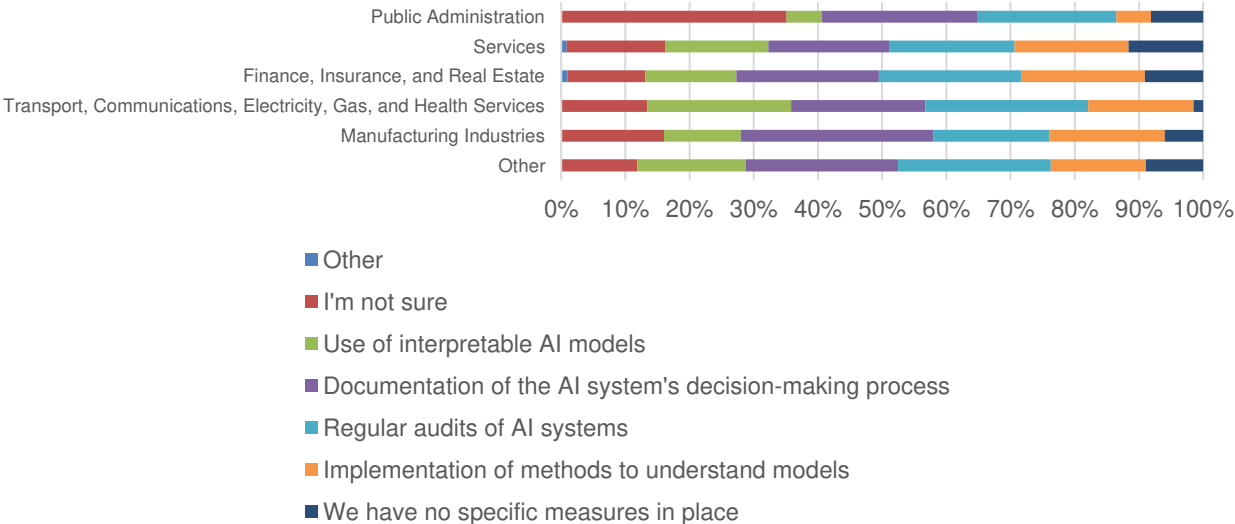 Public Administration
Services
Finance, Insurance, and Real Estate
Transport, Communications, Electricity, Gas, and Health Services
Manufacturing Industries
Other
0% 10% 20% 30% 40% 50% 60% 70% 80% 90% 100%
Other
I'm not sure
Use of interpretable AI models
Documentation of the AI system's decision-making process
Regular audits of AI systems
Implementation of methods to understand models
We have no specific measures in place